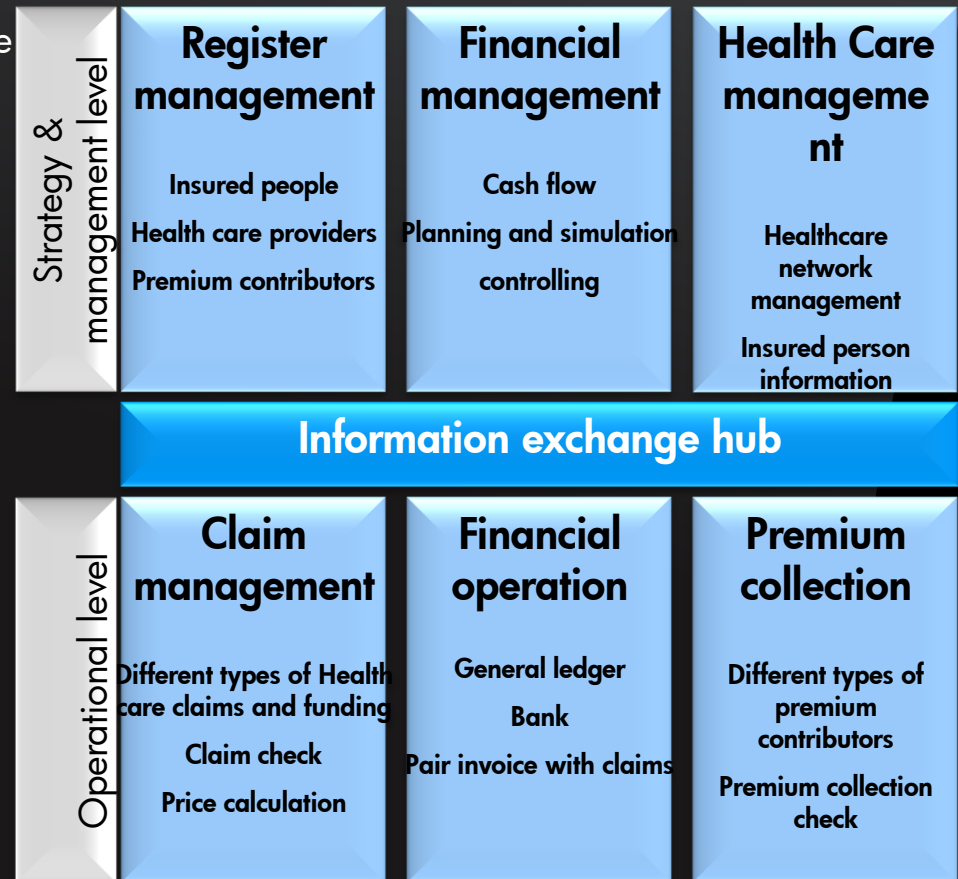 e
Strategy &
management level
Register
management
Insured people
Health care providers
Premium contributors
Financial
management
Cash flow
Planning and simulation
controlling
Health Care
manageme
nt
Healthcare
network
management
Insured person
information
Information exchange hub
Operational level
Claim
management
Different types of Health
care claims and funding
Claim check
Price calculation
Financial
operation
General ledger
Bank
Pair invoice with claims
Premium
collection
Different types of
premium
contributors
Premium collection
check